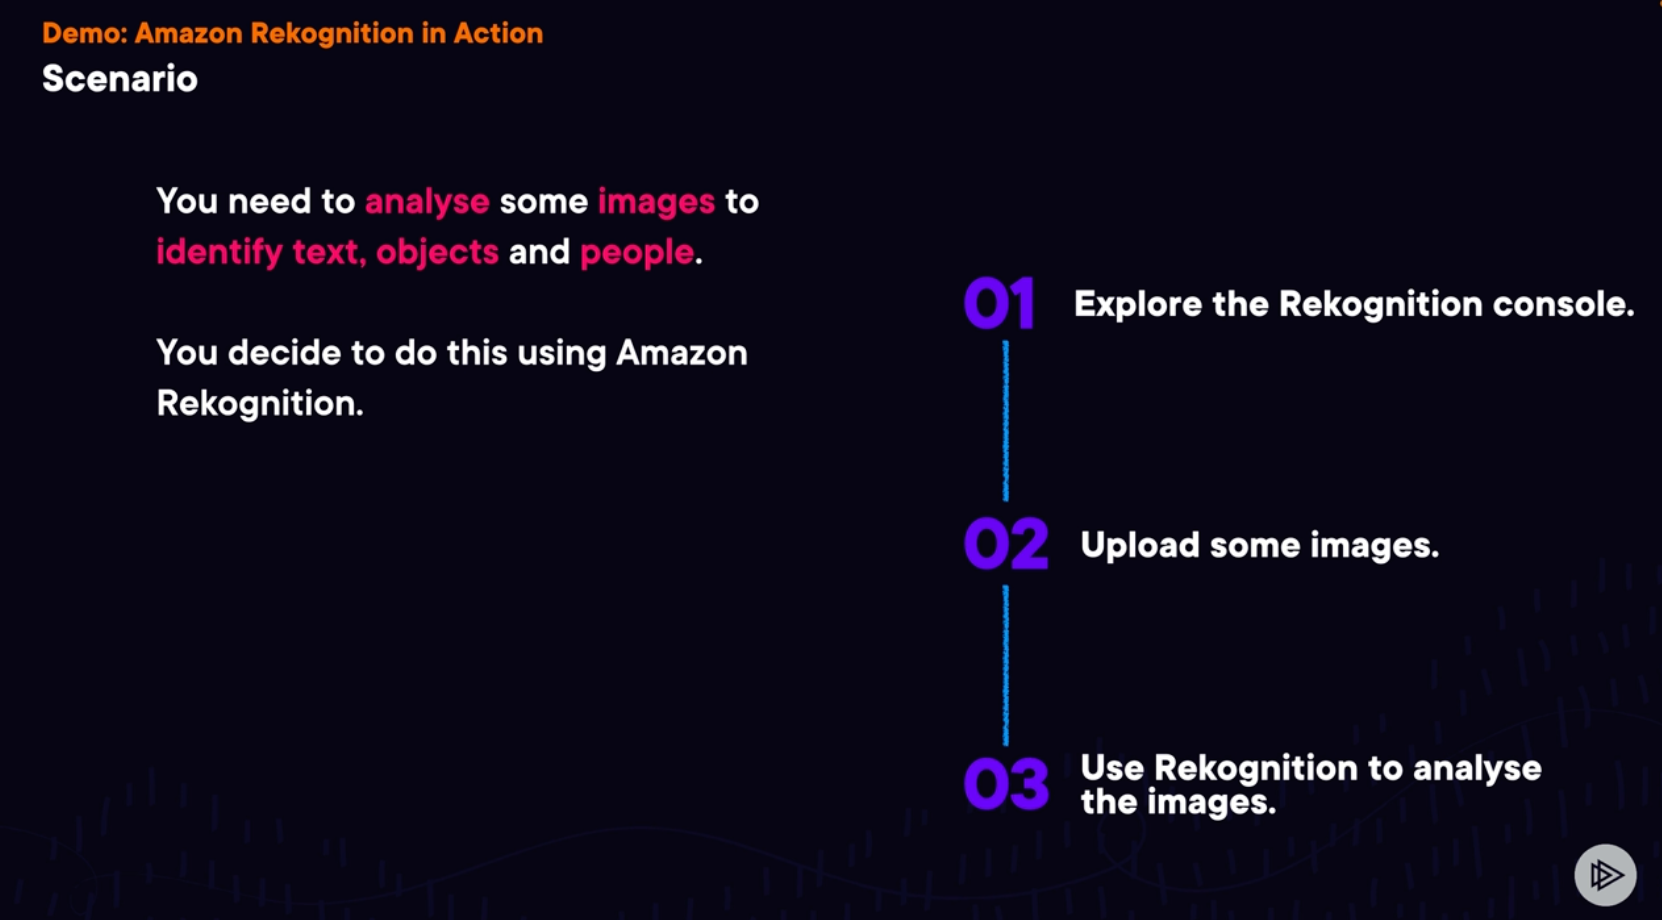 Demo: Amazon Rekognition in Action
Scenario
You need to analyse some images to
identify text, objects and people.
You decide to do this using Amazon
Rekognition.
01 Explore the Rekognition console.
02 Upload some images.
03 Use Rekognition to analyse
the images.